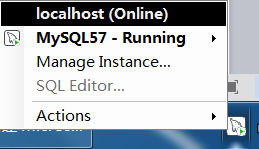 localhost (Online)
MySQL57 - Running
Manage Instance...
SQL Editor...
Actions